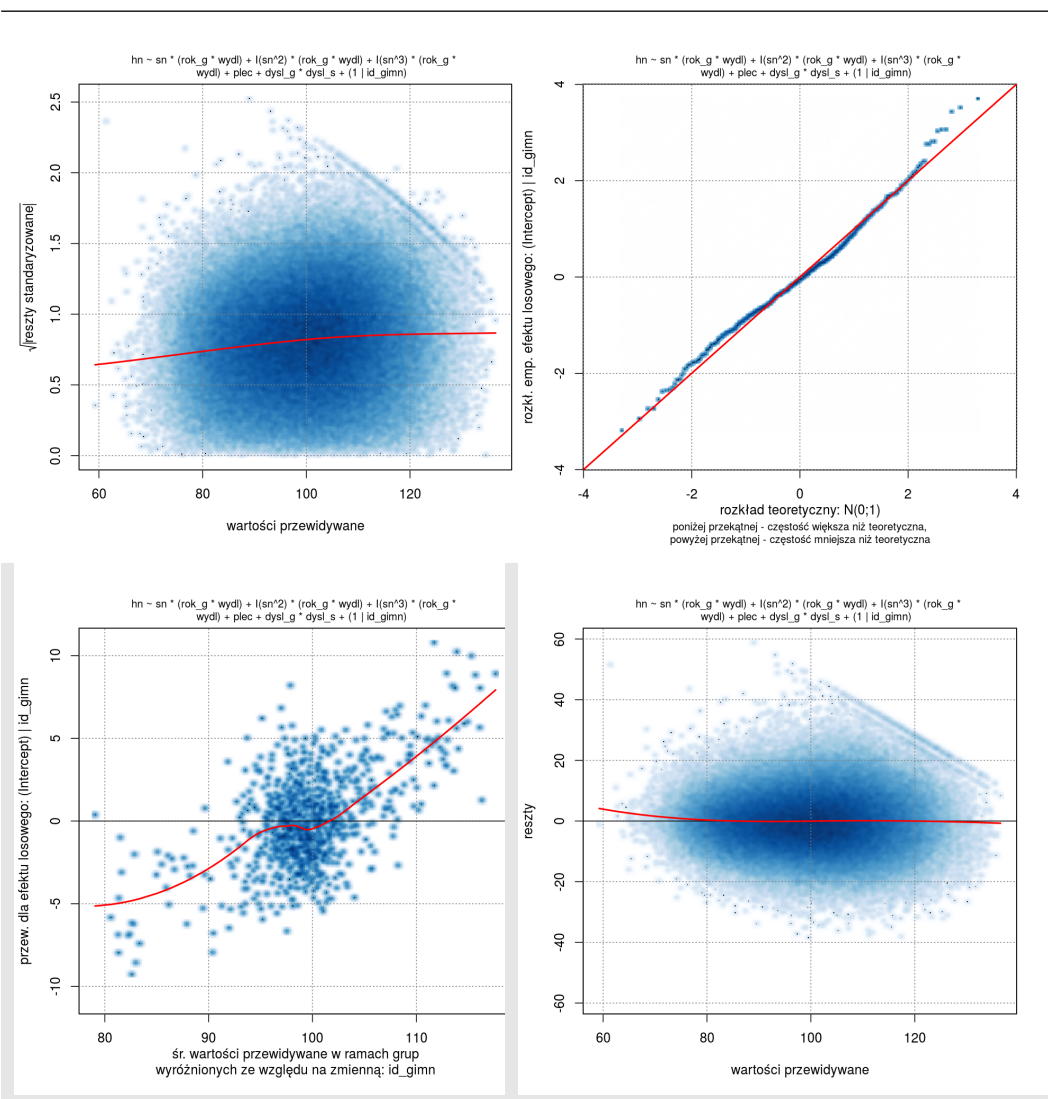 hn ~ sn * (rok_g * wydl) + I(sn^2) * (rok_g * wydl) + I(sn^3) * (rok_g *
wydl) + plec + dysl_g * dysl_s + (1 | id_gimn)
√|reszty standaryzowane|
2.5
2.0
1.5
1.0
0.5
0.0
60
80
100
120
wartości przewidywane
hn ~ sn * (rok_g * wydl) + I(sn^2) * (rok_g * wydl) + I(sn^3) * (rok_g *
wydl) + plec + dysl_g * dysl_s + (1 | id_gimn)
rozkł. emp. efektu losowego: (Intercept) | id_gimn
4
2
0
-2
-4
-4
-2
0
2
4
rozkład teoretyczny: N(0;1)
poniżej przekątnej - częstość większa niż teoretyczna,
powyżej przekątnej - częstość mniejsza niż teoretyczna
hn ~ sn * (rok_g * wydl) + I(sn^2) * (rok_g * wydl) + I(sn^3) * (rok_g *
wydl) + plec + dysl_g * dysl_s + (1 | id_gimn)
przew. dla efektu losowego: (Intercept) | id_gimn
10
5
0
-5
-10
80
90
100
110
śr. wartości przewidywane w ramach grup
wyróżnionych ze względu na zmienną: id_gimn
hn ~ sn * (rok_g * wydl) + I(sn^2) * (rok_g * wydl) + I(sn^3) * (rok_g *
wydl) + plec + dysl_g * dysl_s + (1 | id_gimn)
reszty
60
40
20
0
-20
-40
-60
60
80
100
120
wartości przewidywane